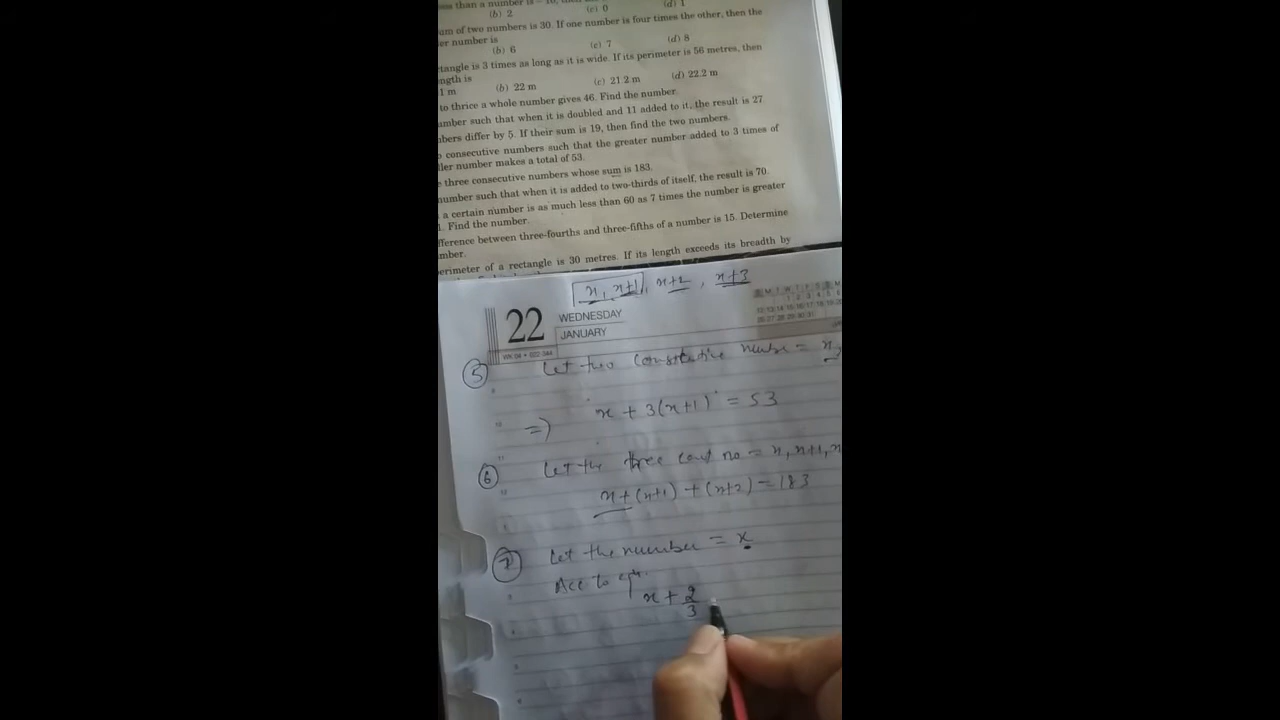 (b) 2 (c) 0 (d) 1
um of two numbers is 30. If one number is four times the other, then the
er number is
(b) 6 (c) 7 (d) 8
ctangle is 3 times as long as it is wide. If its perimeter is 56 metres, then
ngth is
1 m (b) 22 m (c) 21.2 m (d) 22.2 m
to thrice a whole number gives 46. Find the number.
umber such that when it is doubled and 11 added to it, the result is 27
bers differ by 5. If their sum is 19, then find the two numbers.
o consecutive numbers such that the greater number added to 3 times of
ller number makes a total of 53.
e three consecutive numbers whose sum is 183.
number such that when it is added to two-thirds of itself, the result is 70.
a certain number is as much less than 60 as 7 times the number is greater
. Find the number.
fference between three-fourths and three-fifths of a number is 15. Determine
mber.
erimeter of a rectangle is 30 metres. If its length exceeds its breadth by
x, x+1, x+2, x+3
22 WEDNESDAY
JANUARY
5 Let two number = x,
=) x + 3(x+1) = 53
6 Let the three no = x, x+1, x
x+(x+1) + (x+2) = 183
7 Let the number = x
Acc to
x + 2/3